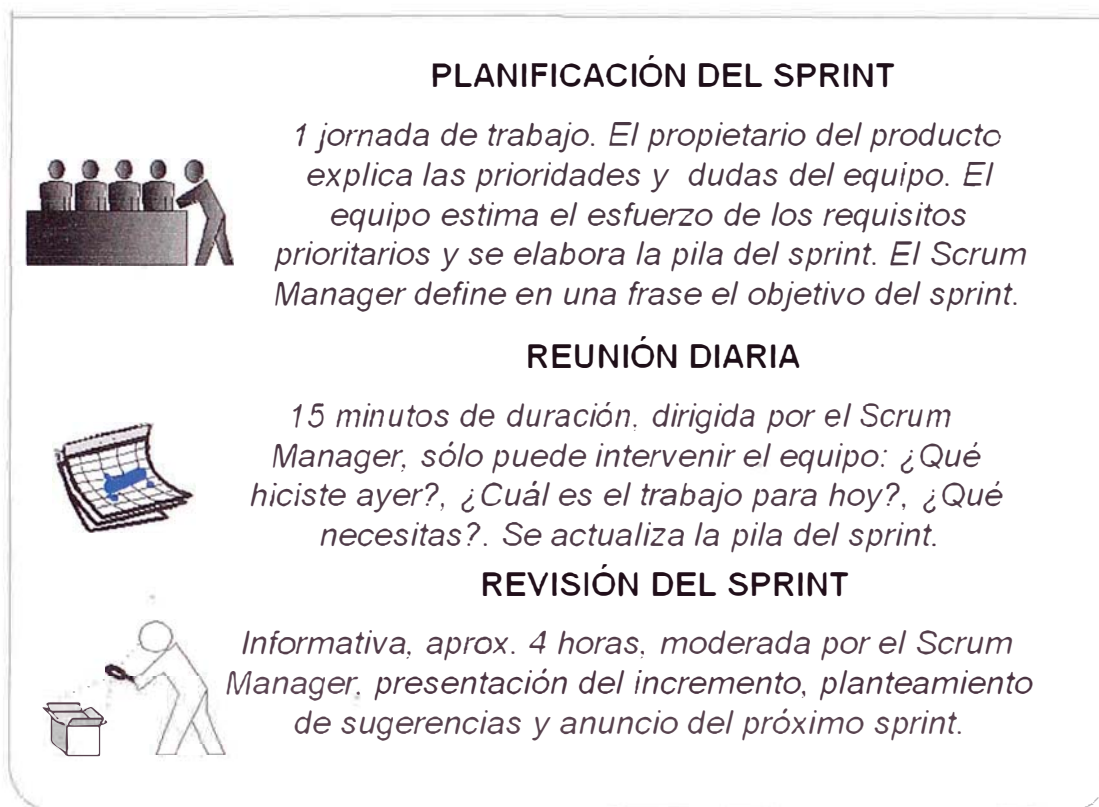 PLANIFICACIÓN DEL SPRINT
1 jornada de trabajo. El propietario del producto
explica las prioridades y dudas del equipo. El
equipo estima el esfuerzo de los requisitos
prioritarios y se elabora la pila del sprint. El Scrum
Manager define en una frase el objetivo del sprint.
REUNIÓN DIARIA
15 minutos de duración, dirigida por el Scrum
Manager, sólo puede intervenir el equipo: ¿Qué
hiciste ayer?, ¿Cuál es el trabajo para hoy?, ¿Qué
necesitas?. Se actualiza la pila del sprint.
REVISIÓN DEL SPRINT
Informativa, aprox. 4 horas, moderada por el Scrum
Manager, presentación del incremento, planteamiento
de sugerencias y anuncio del próximo sprint.